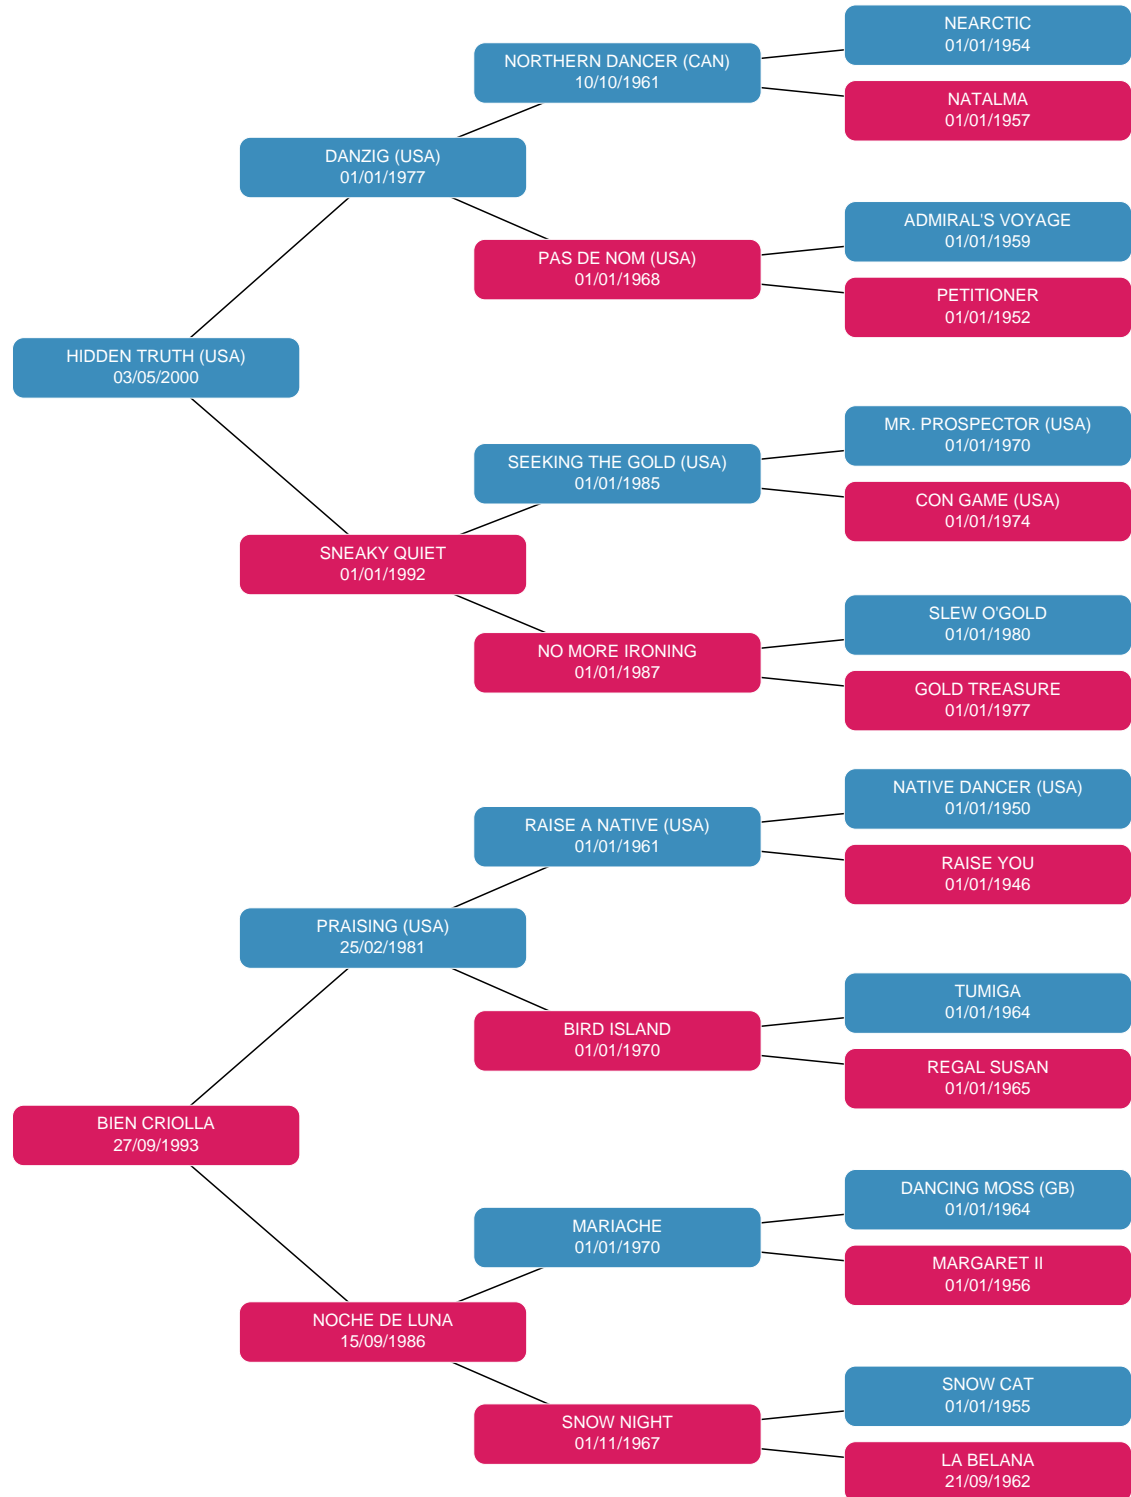 NEARCTIC
01/01/1954
NORTHERN DANCER (CAN)
10/10/1961
NATALMA
01/01/1957
DANZIG (USA)
01/01/1977
ADMIRAL'S VOYAGE
01/01/1959
PAS DE NOM (USA)
01/01/1968
PETITIONER
01/01/1952
HIDDEN TRUTH (USA)
03/05/2000
MR. PROSPECTOR (USA)
01/01/1970
SEEKING THE GOLD (USA)
01/01/1985
CON GAME (USA)
01/01/1974
SNEAKY QUIET
01/01/1992
SLEW O'GOLD
01/01/1980
NO MORE IRONING
01/01/1987
GOLD TREASURE
01/01/1977
NATIVE DANCER (USA)
01/01/1950
RAISE A NATIVE (USA)
01/01/1961
RAISE YOU
01/01/1946
PRAISING (USA)
25/02/1981
TUMIGA
01/01/1964
BIRD ISLAND
01/01/1970
REGAL SUSAN
01/01/1965
BIEN CRIOLLA
27/09/1993
DANCING MOSS (GB)
01/01/1964
MARIACHE
01/01/1970
MARGARET II
01/01/1956
NOCHE DE LUNA
15/09/1986
SNOW CAT
01/01/1955
SNOW NIGHT
01/11/1967
LA BELANA
21/09/1962